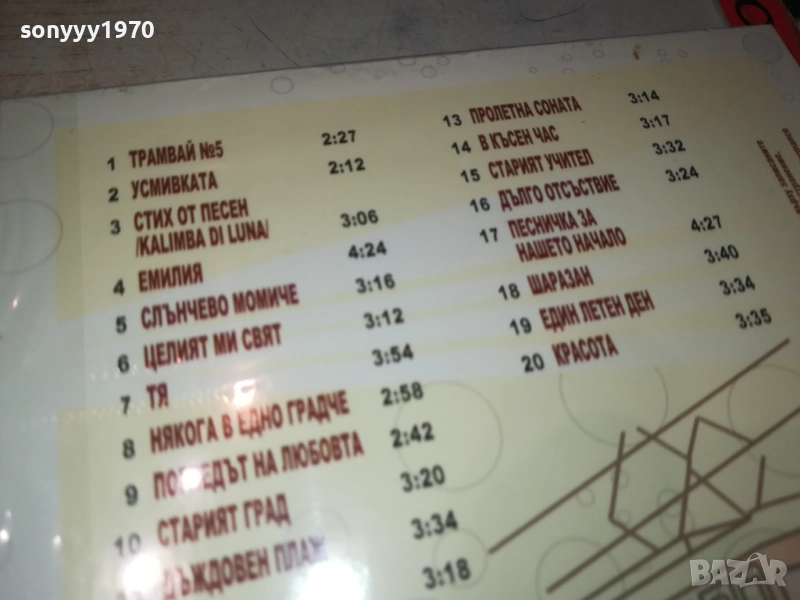 sonyyy1970
1 ТРАМВАЙ №5 2:27
2 УСМИВКАТА 2:12
3 СТИХ ОТ ПЕСЕН
/KALIMBA DI LUNA/ 3:06
4 ЕМИЛИЯ 4:24
5 СЛЪНЧЕВО МОМИЧЕ 3:16
6 ЦЕЛИЯТ МИ СВЯТ 3:12
7 ТЯ 3:54
8 НЯКОГА В ЕДНО ГРАДЧЕ 2:58
9 ПОГЛЕДЪТ НА ЛЮБОВТА 2:42
10 СТАРИЯТ ГРАД 3:20
ДЪЖДОВЕН ПЛАЖ 3:34
3:18
13 ПРОЛЕТНА СОНАТА 3:14
14 В КЪСЕН ЧАС 3:17
15 СТАРИЯТ УЧИТЕЛ 3:32
16 ДЪЛГО ОТСЪСТВИЕ 3:24
17 ПЕСНИЧКА ЗА
НАШЕТО НАЧАЛО 4:27
18 ШАРАЗАН 3:40
19 ЕДИН ЛЕТЕН ДЕН 3:34
20 КРАСОТА 3:35
BAZAR